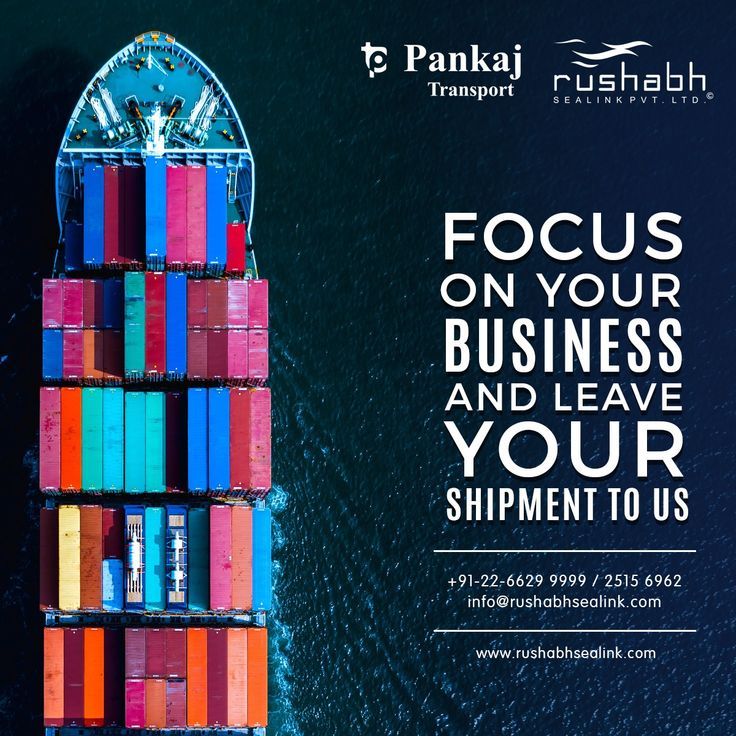 Pankaj
Transport
rushabh
SEALINK PVT. LTD.©
FOCUS
ON YOUR
BUSINESS
AND LEAVE
YOUR
SHIPMENT TO US
+91-22-6629 9999 / 2515 6962
info@rushabhsealink.com
www.rushabhsealink.com